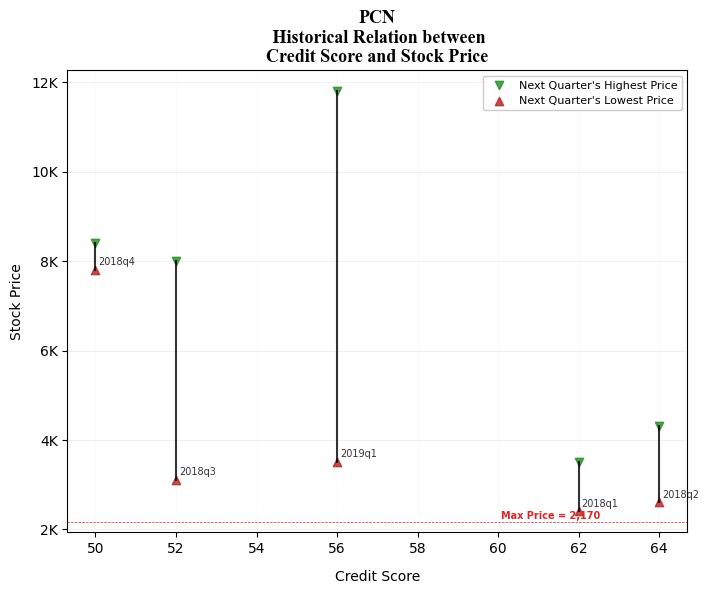 PCN
Historical Relation between
Credit Score and Stock Price
Next Quarter's Highest Price
Next Quarter's Lowest Price
12K
10K
8K
6K
4K
2K
Stock Price
2018q4
2018q3
2019q1
2018q1
2018q2
Max Price = 2,170
50
52
54
56
58
60
62
64
Credit Score